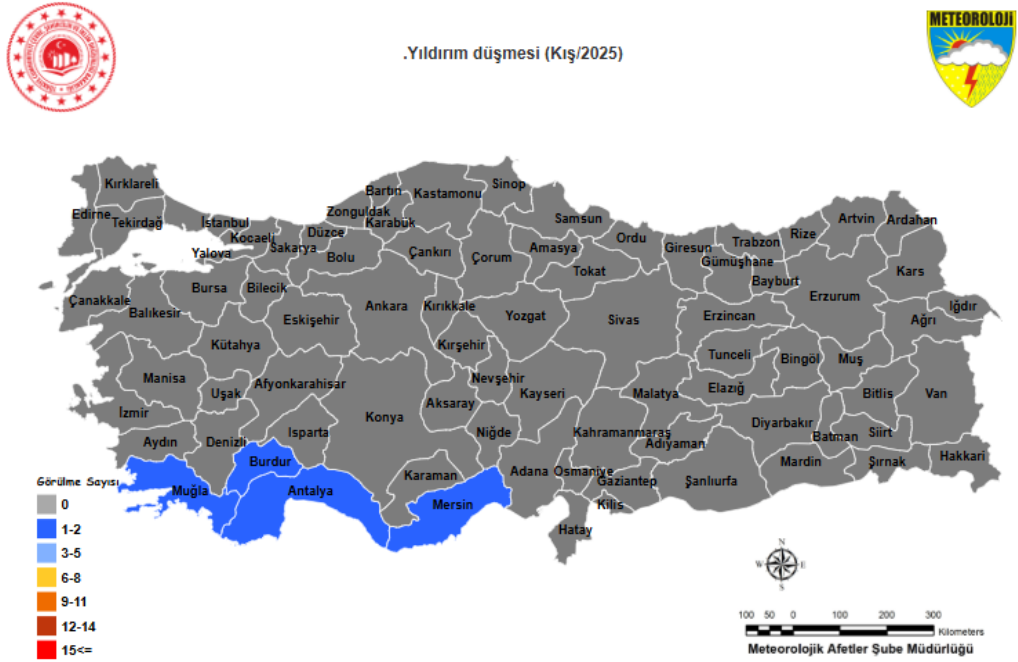 METEOROLOJİ
.Yıldırım düşmesi (Kış/2025)
Kırklareli
Edirne
Tekirdağ
İstanbul
Kocaeli
Yalova
Sakarya
Düzce
Zonguldak
Bartın
Karabük
Kastamonu
Sinop
Bolu
Çankırı
Çorum
Samsun
Amasya
Tokat
Ordu
Giresun
Trabzon
Gümüşhane
Bayburt
Rize
Artvin
Ardahan
Kars
Erzurum
Iğdır
Ağrı
Çanakkale
Balıkesir
Bursa
Bilecik
Eskişehir
Kütahya
Ankara
Kırıkkale
Kırşehir
Yozgat
Sivas
Erzincan
Tunceli
Bingöl
Muş
Elazığ
Bitlis
Van
Manisa
Uşak
Afyonkarahisar
İzmir
Aydın
Denizli
Isparta
Burdur
Konya
Aksaray
Nevşehir
Niğde
Kayseri
Malatya
Kahramanmaraş
Adıyaman
Diyarbakır
Batman
Siirt
Mardin
Şırnak
Hakkari
Muğla
Antalya
Karaman
Mersin
Adana
Osmaniye
Gaziantep
Kilis
Şanlıurfa
Hatay
Görülme Sayısı
0
1-2
3-5
6-8
9-11
12-14
15<=
N
W E
S
100 50 0 100 200 300
Kilometers
Meteorolojik Afetler Şube Müdürlüğü